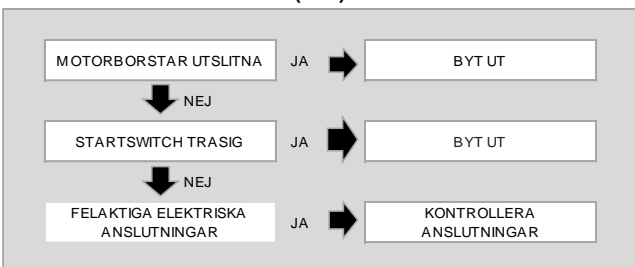 MOTORBORSTAR UTSLITNA JA BYT UT
NEJ
STARTSWITCH TRASIG JA BYT UT
NEJ
FELAKTIGA ELEKTRISKA
ANSLUTNINGAR
JA
KONTROLLERA
ANSLUTNINGAR